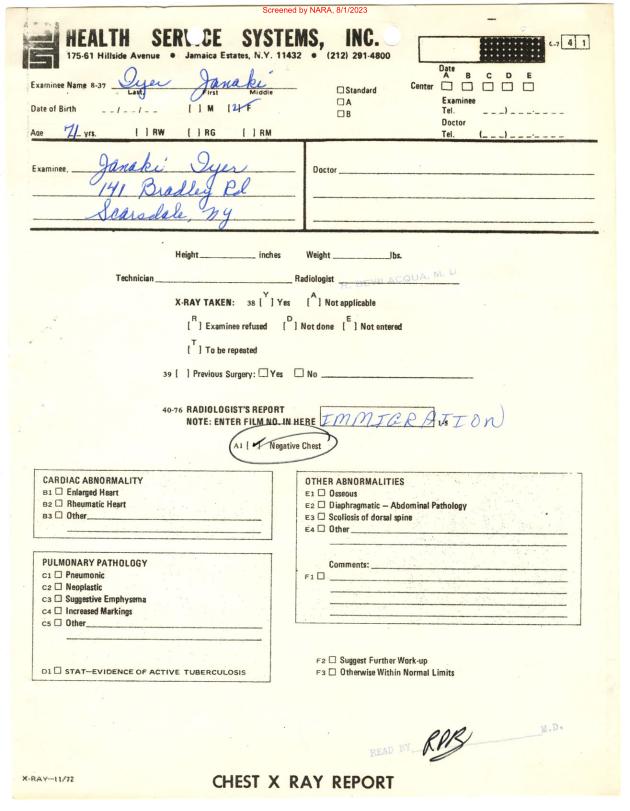 Screened by NARA, 8/1/2023
HEALTH SERVICE SYSTEMS, INC.
175-61 Hillside Avenue • Jamaica Estates, N.Y. 11432 • (212) 291-4800
C-7 4 1
Date
Center A B C D E
Examinee Name 8-37 Iyer Janaki
Last First Middle
☐ Standard
☐ A
☐ B
Examinee
Tel. ___)___-____
Doctor
Tel. (___)___-____
Date of Birth __/__/__ [ ] M [✓] F
Age 71 yrs. [ ] RW [ ] RG [ ] RM
Examinee, Janaki Iyer
141 Bradley Rd
Scarsdale, NY
Doctor
Height inches Weight lbs.
Technician Radiologist R. BEVILACQUA, M. D
X-RAY TAKEN: 38 [Y] Yes [A] Not applicable
[R] Examinee refused [D] Not done [E] Not entered
[T] To be repeated
39 [ ] Previous Surgery: ☐ Yes ☐ No
40-76 RADIOLOGIST'S REPORT
NOTE: ENTER FILM NO. IN HERE IMMIGRATION 1-5
A1 [✓] Negative Chest
CARDIAC ABNORMALITY
B1 ☐ Enlarged Heart
B2 ☐ Rheumatic Heart
B3 ☐ Other
PULMONARY PATHOLOGY
C1 ☐ Pneumonic
C2 ☐ Neoplastic
C3 ☐ Suggestive Emphysema
C4 ☐ Increased Markings
C5 ☐ Other
D1 ☐ STAT—EVIDENCE OF ACTIVE TUBERCULOSIS
OTHER ABNORMALITIES
E1 ☐ Osseous
E2 ☐ Diaphragmatic — Abdominal Pathology
E3 ☐ Scoliosis of dorsal spine
E4 ☐ Other
Comments:
F1 ☐
F2 ☐ Suggest Further Work-up
F3 ☐ Otherwise Within Normal Limits
READ BY RPB M.D.
X-RAY—11/72
CHEST X RAY REPORT